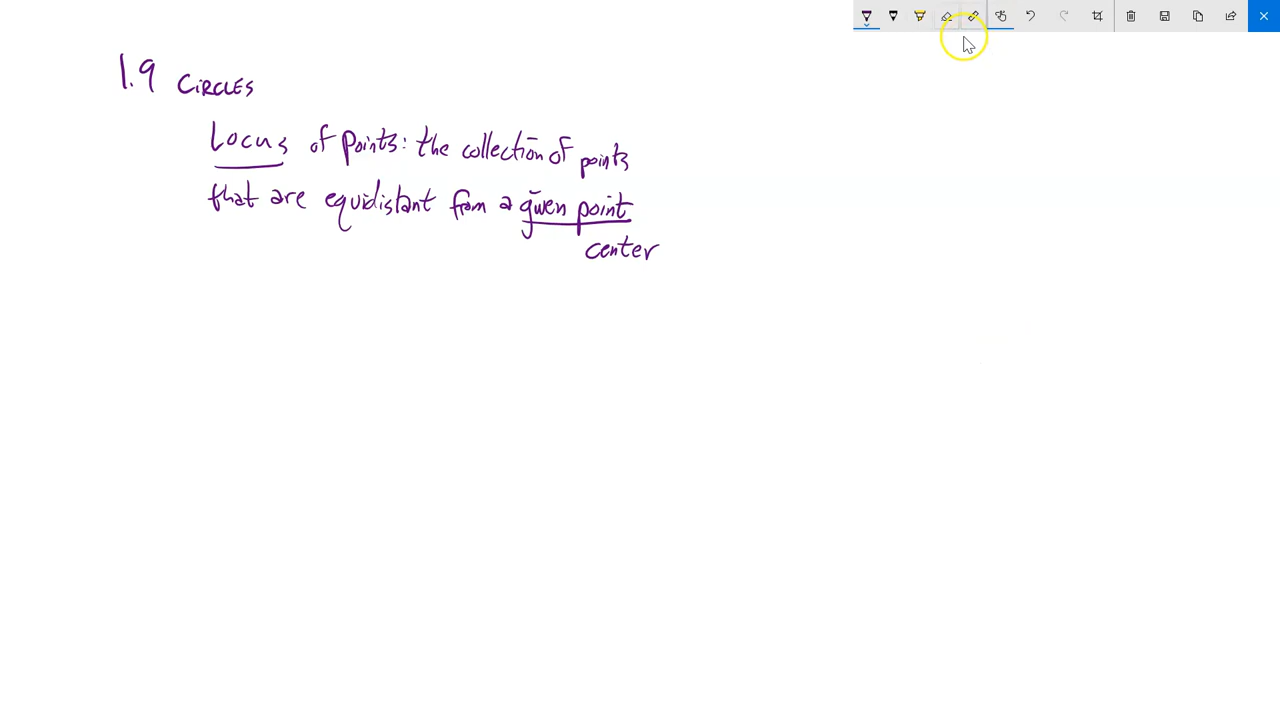 1.9 CIRCLES
Locus of points: the collection of points
that are equidistant from a given point
center